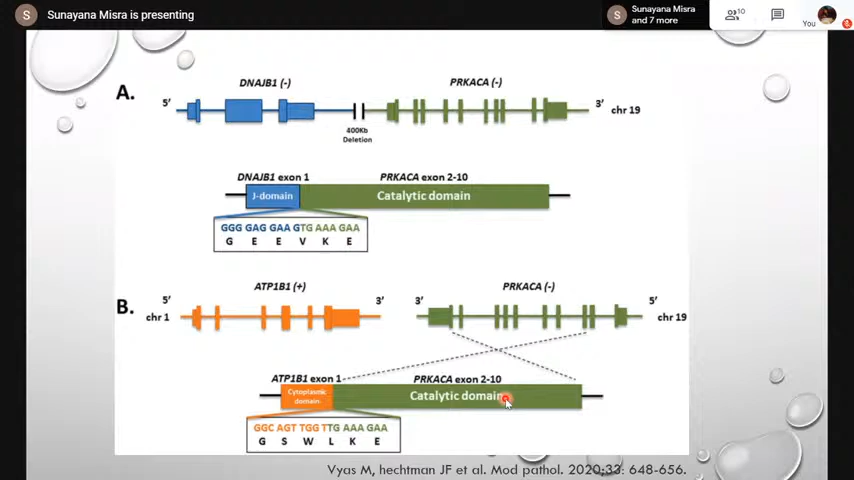 S Sunayana Misra is presenting
S Sunayana Misra
and 7 more
10
You
A.
DNAJB1 (-)
PRKACA (-)
5'
3'
chr 19
400Kb
Deletion
DNAJB1 exon 1
PRKACA exon 2-10
J-domain
Catalytic domain
GGG GAG GAA GTG AAA GAA
G E E V K E
B.
ATP1B1 (+)
PRKACA (-)
5'
3'
3'
5'
chr 1
chr 19
ATP1B1 exon 1
PRKACA exon 2-10
Cytoplasmic
domain
Catalytic domain
GGC AGT TGG TTG AAA GAA
G S W L K E
Vyas M, hechtman JF et al. Mod pathol. 2020;33: 648-656.